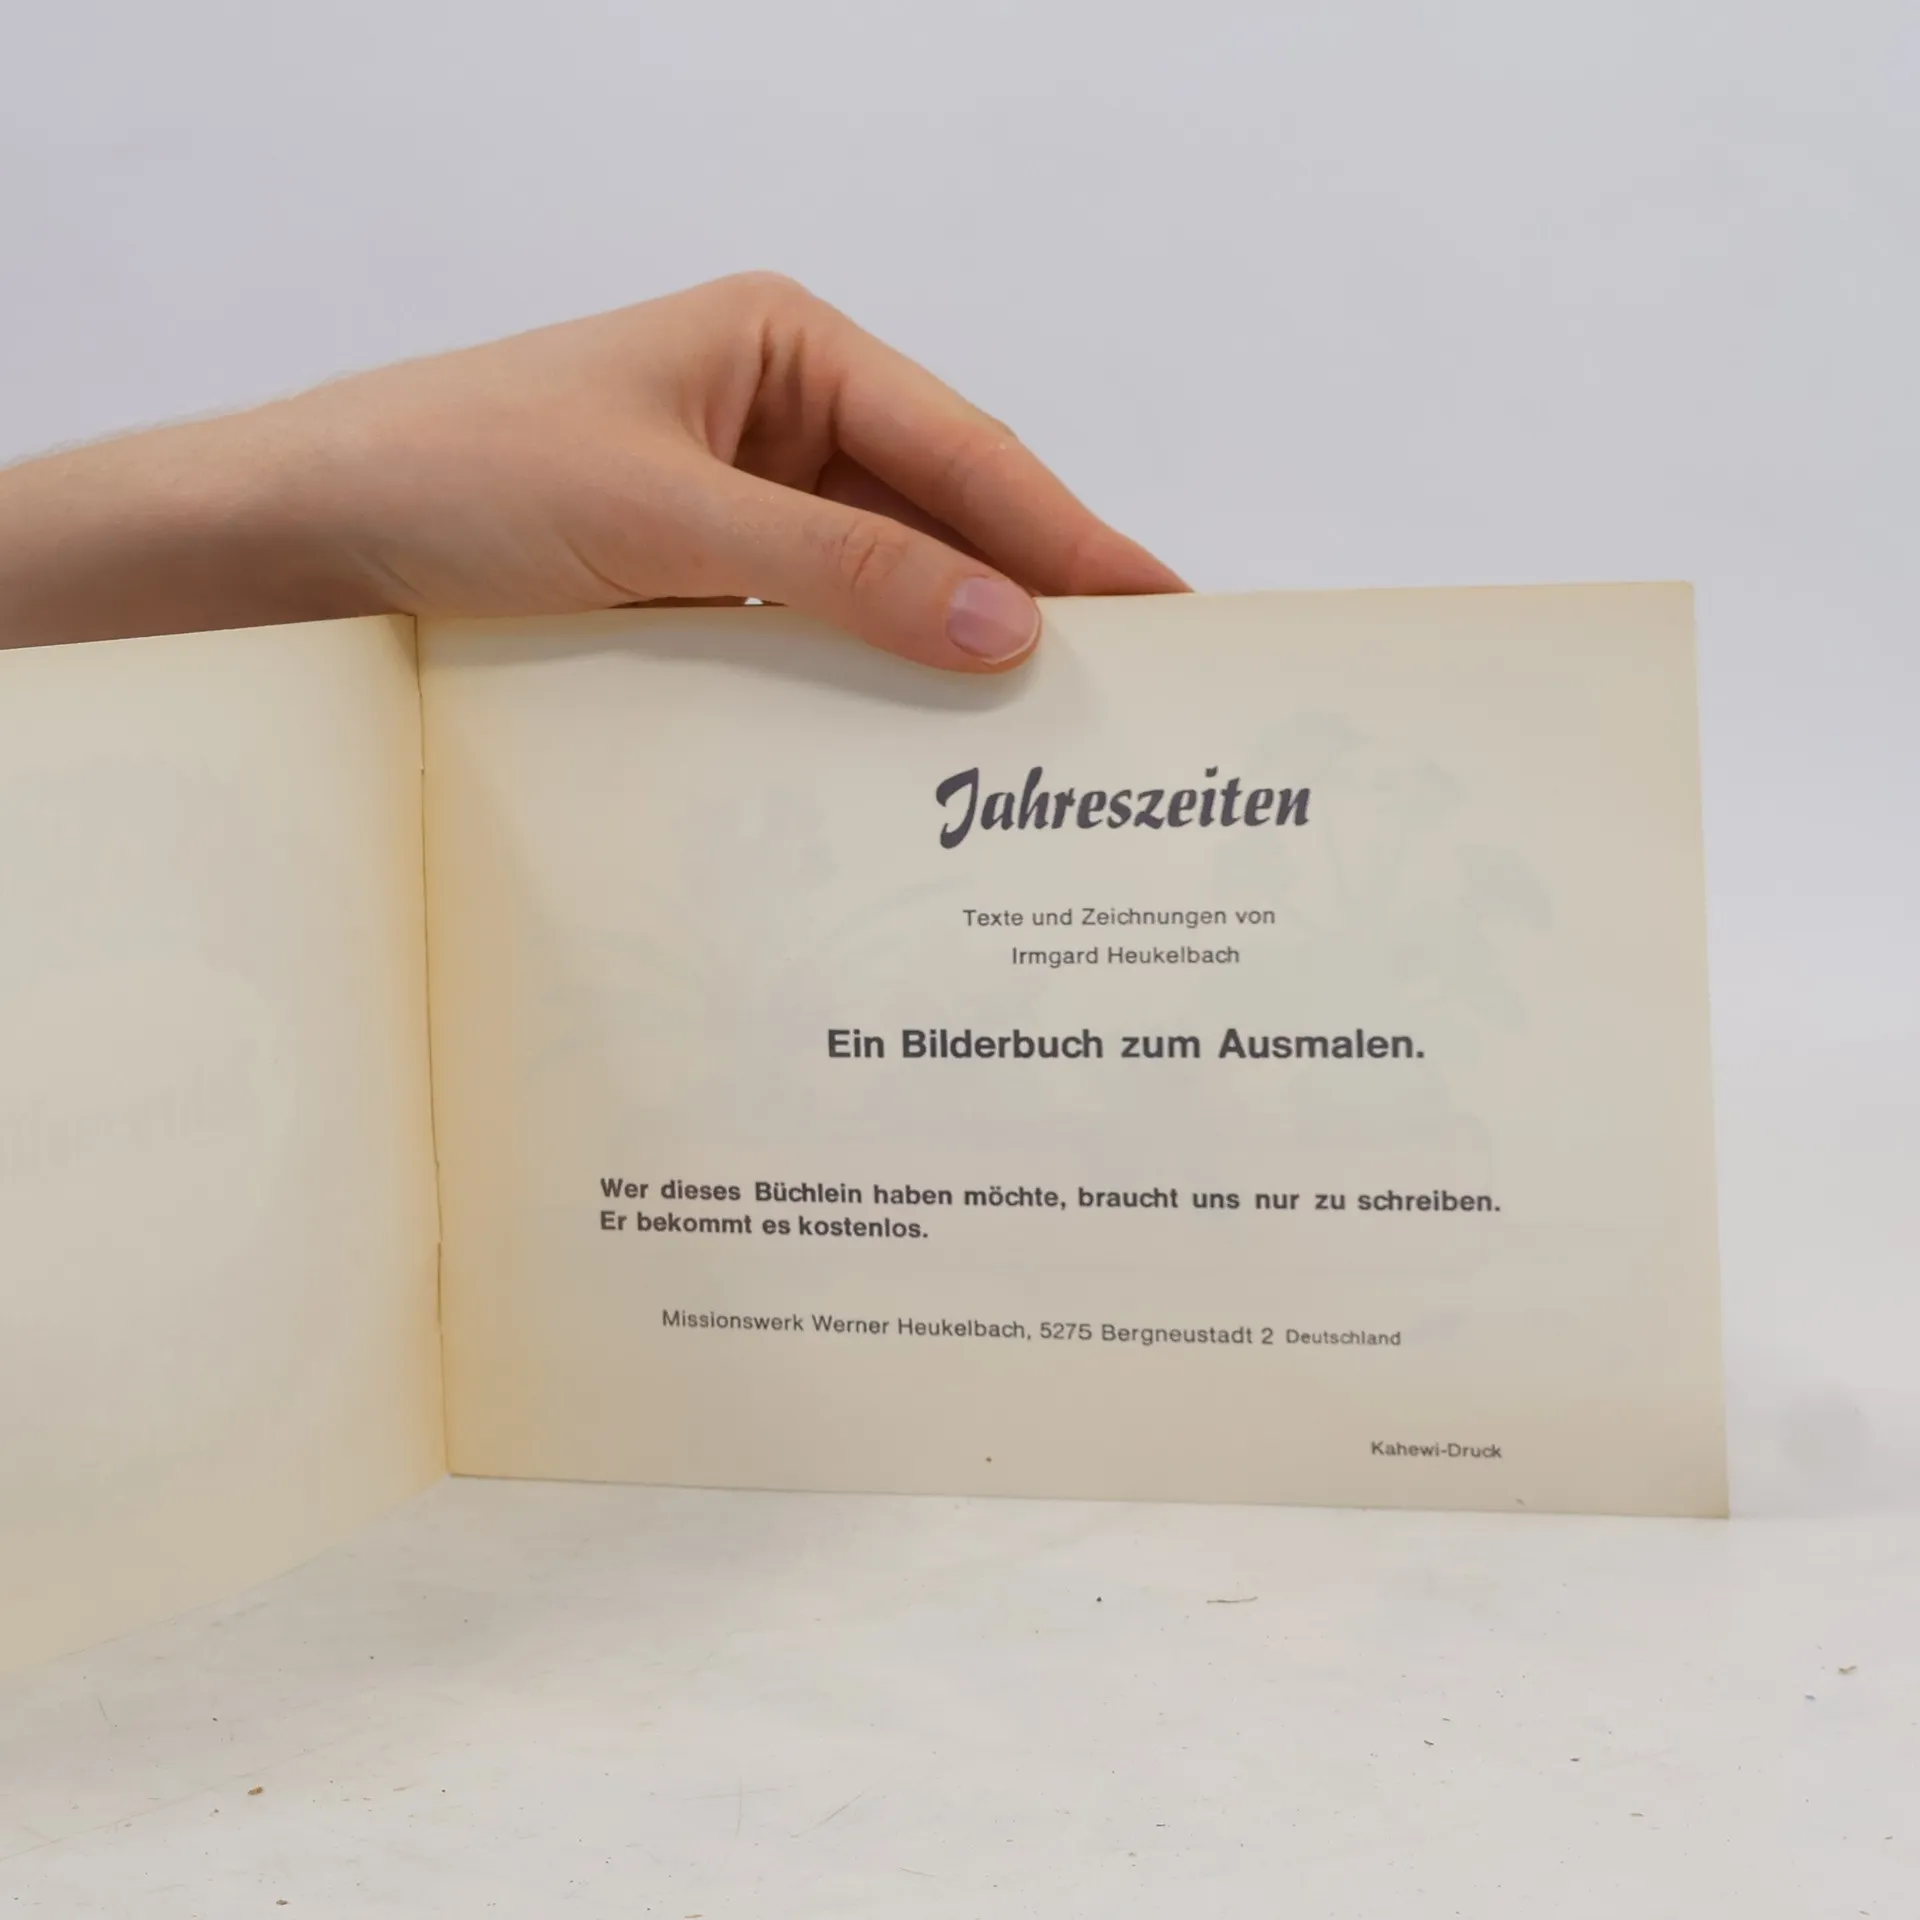 Jahreszeiten
Texte und Zeichnungen von
Irmgard Heukelbach
Ein Bilderbuch zum Ausmalen.
Wer dieses Büchlein haben möchte, braucht uns nur zu schreiben.
Er bekommt es kostenlos.
Missionswerk Werner Heukelbach, 5275 Bergneustadt 2 Deutschland
Kahewi-Druck